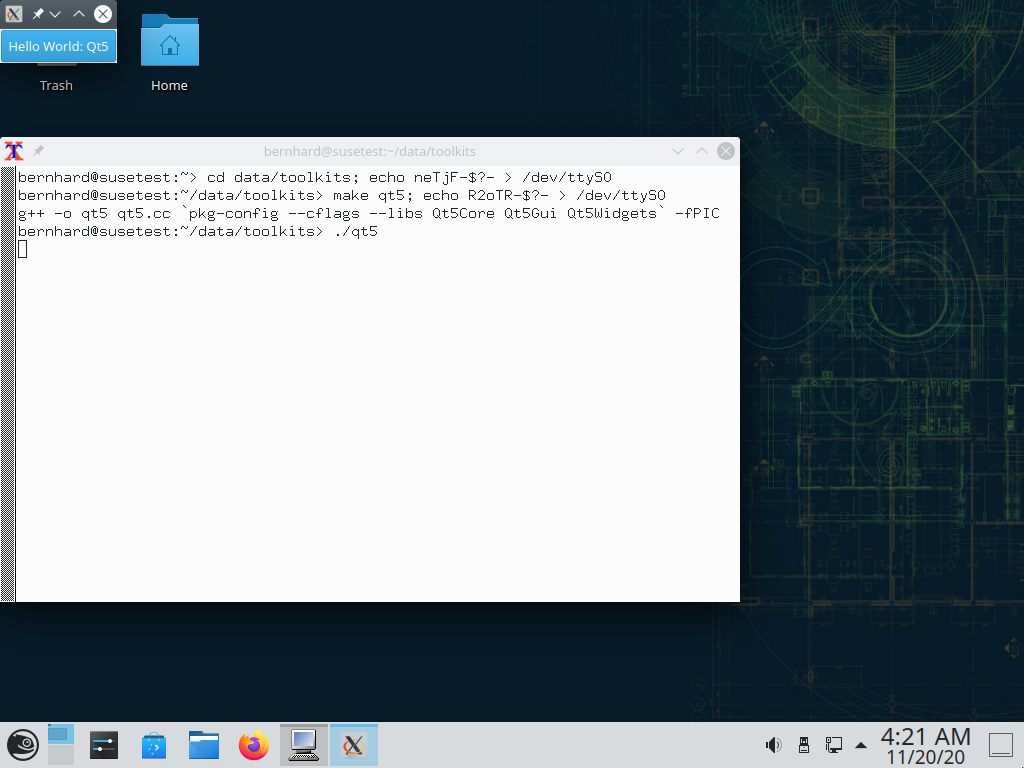 Hello World: Qt5
Trash
Home
bernhard@susetest:~/data/toolkits
bernhard@susetest:~> cd data/toolkits; echo neTjF-$?- > /dev/ttyS0
bernhard@susetest:~/data/toolkits> make qt5; echo R2oTR-$?- > /dev/ttyS0
g++ -o qt5 qt5.cc `pkg-config --cflags --libs Qt5Core Qt5Gui Qt5Widgets` -fPIC
bernhard@susetest:~/data/toolkits> ./qt5
4:21 AM
11/20/20